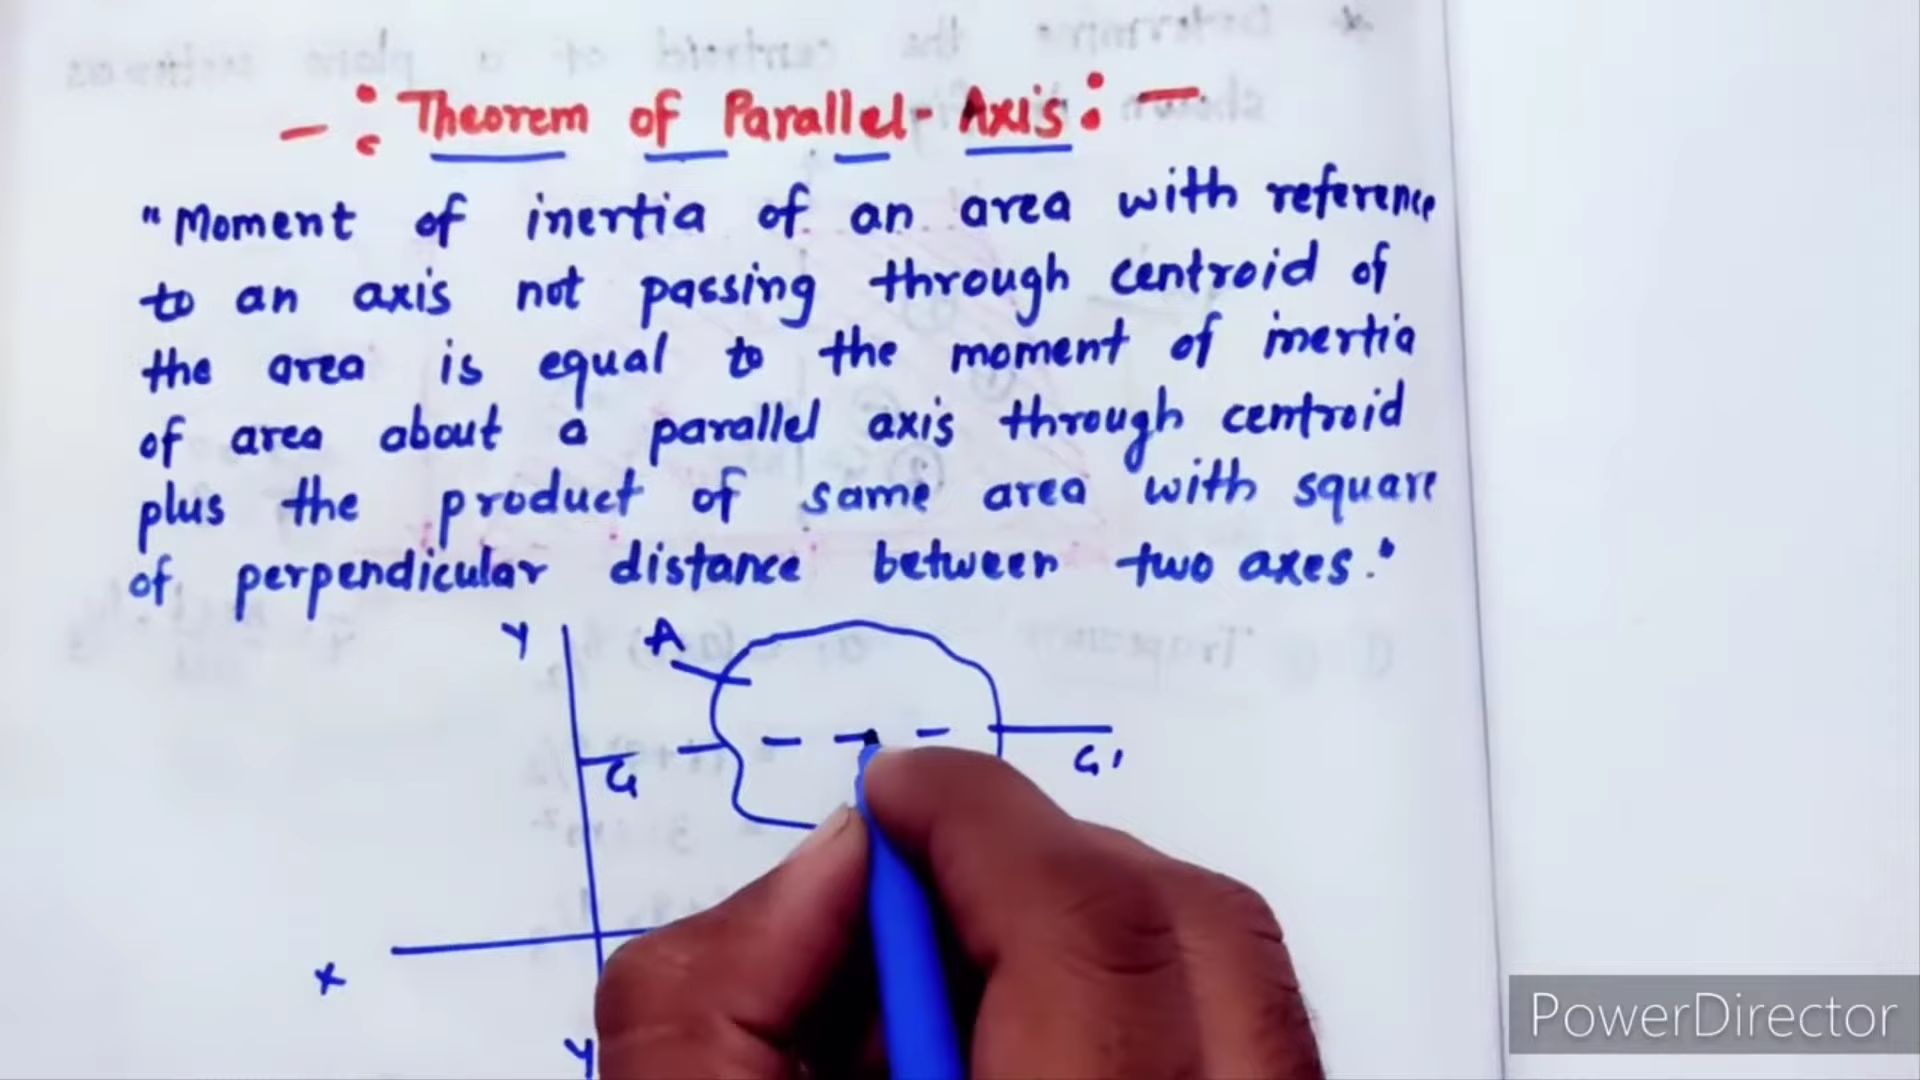 -: Theorem of Parallel-Axis: -
"Moment of inertia of an area with reference
to an axis not passing through centroid of
the area is equal to the moment of inertia
of area about a parallel axis through centroid
plus the product of same area with square
of perpendicular distance between two axes."
Y A
G G'
X
Y
PowerDirector